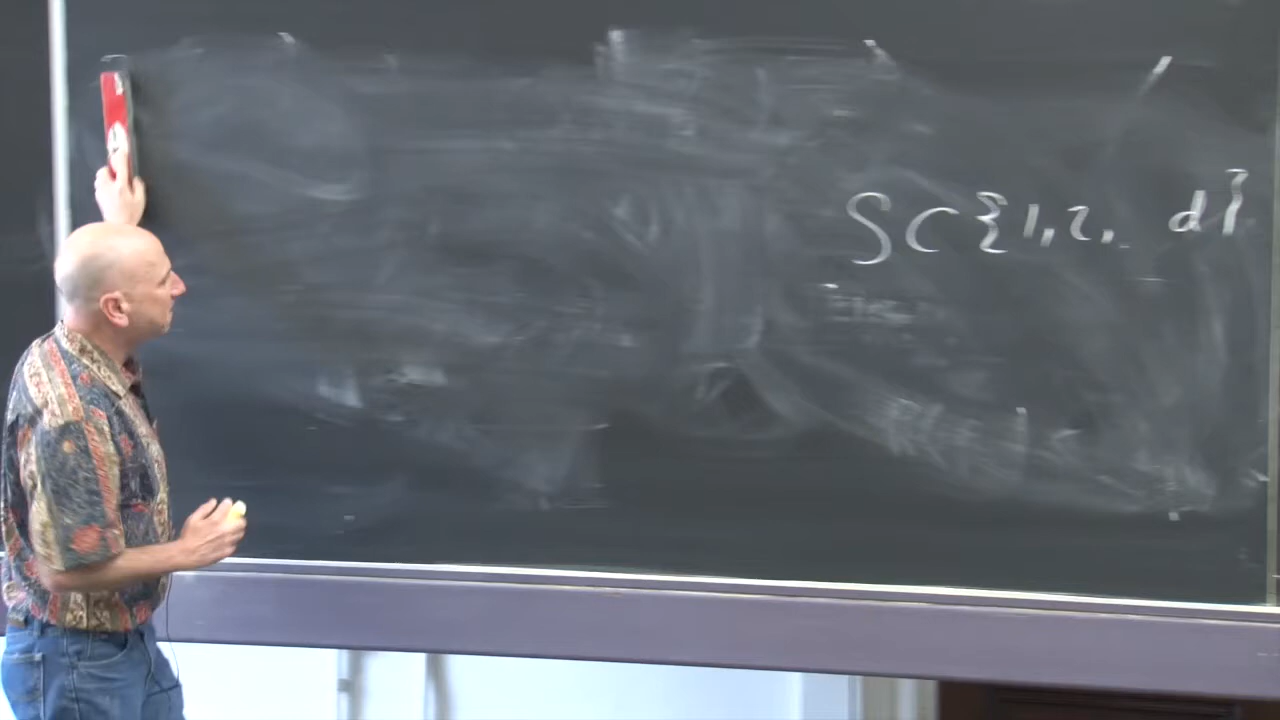 S ⊂ {1, 2, d}